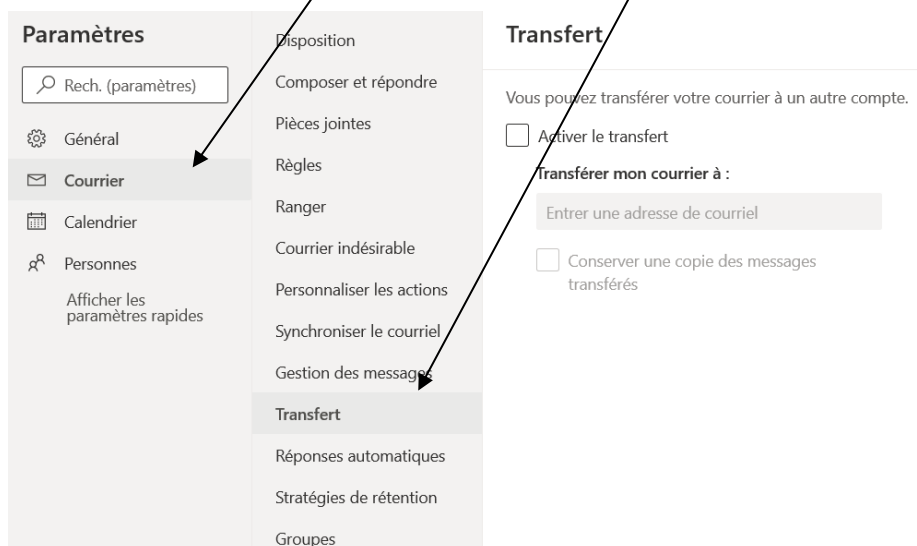 Paramètres
Rech. (paramètres)
Général
Courrier
Calendrier
Personnes
Afficher les
paramètres rapides
Disposition
Composer et répondre
Pièces jointes
Règles
Ranger
Courrier indésirable
Personnaliser les actions
Synchroniser le courriel
Gestion des messages
Transfert
Réponses automatiques
Stratégies de rétention
Groupes
Transfert
Vous pouvez transférer votre courrier à un autre compte.
Activer le transfert
Transférer mon courrier à :
Entrer une adresse de courriel
Conserver une copie des messages
transférés